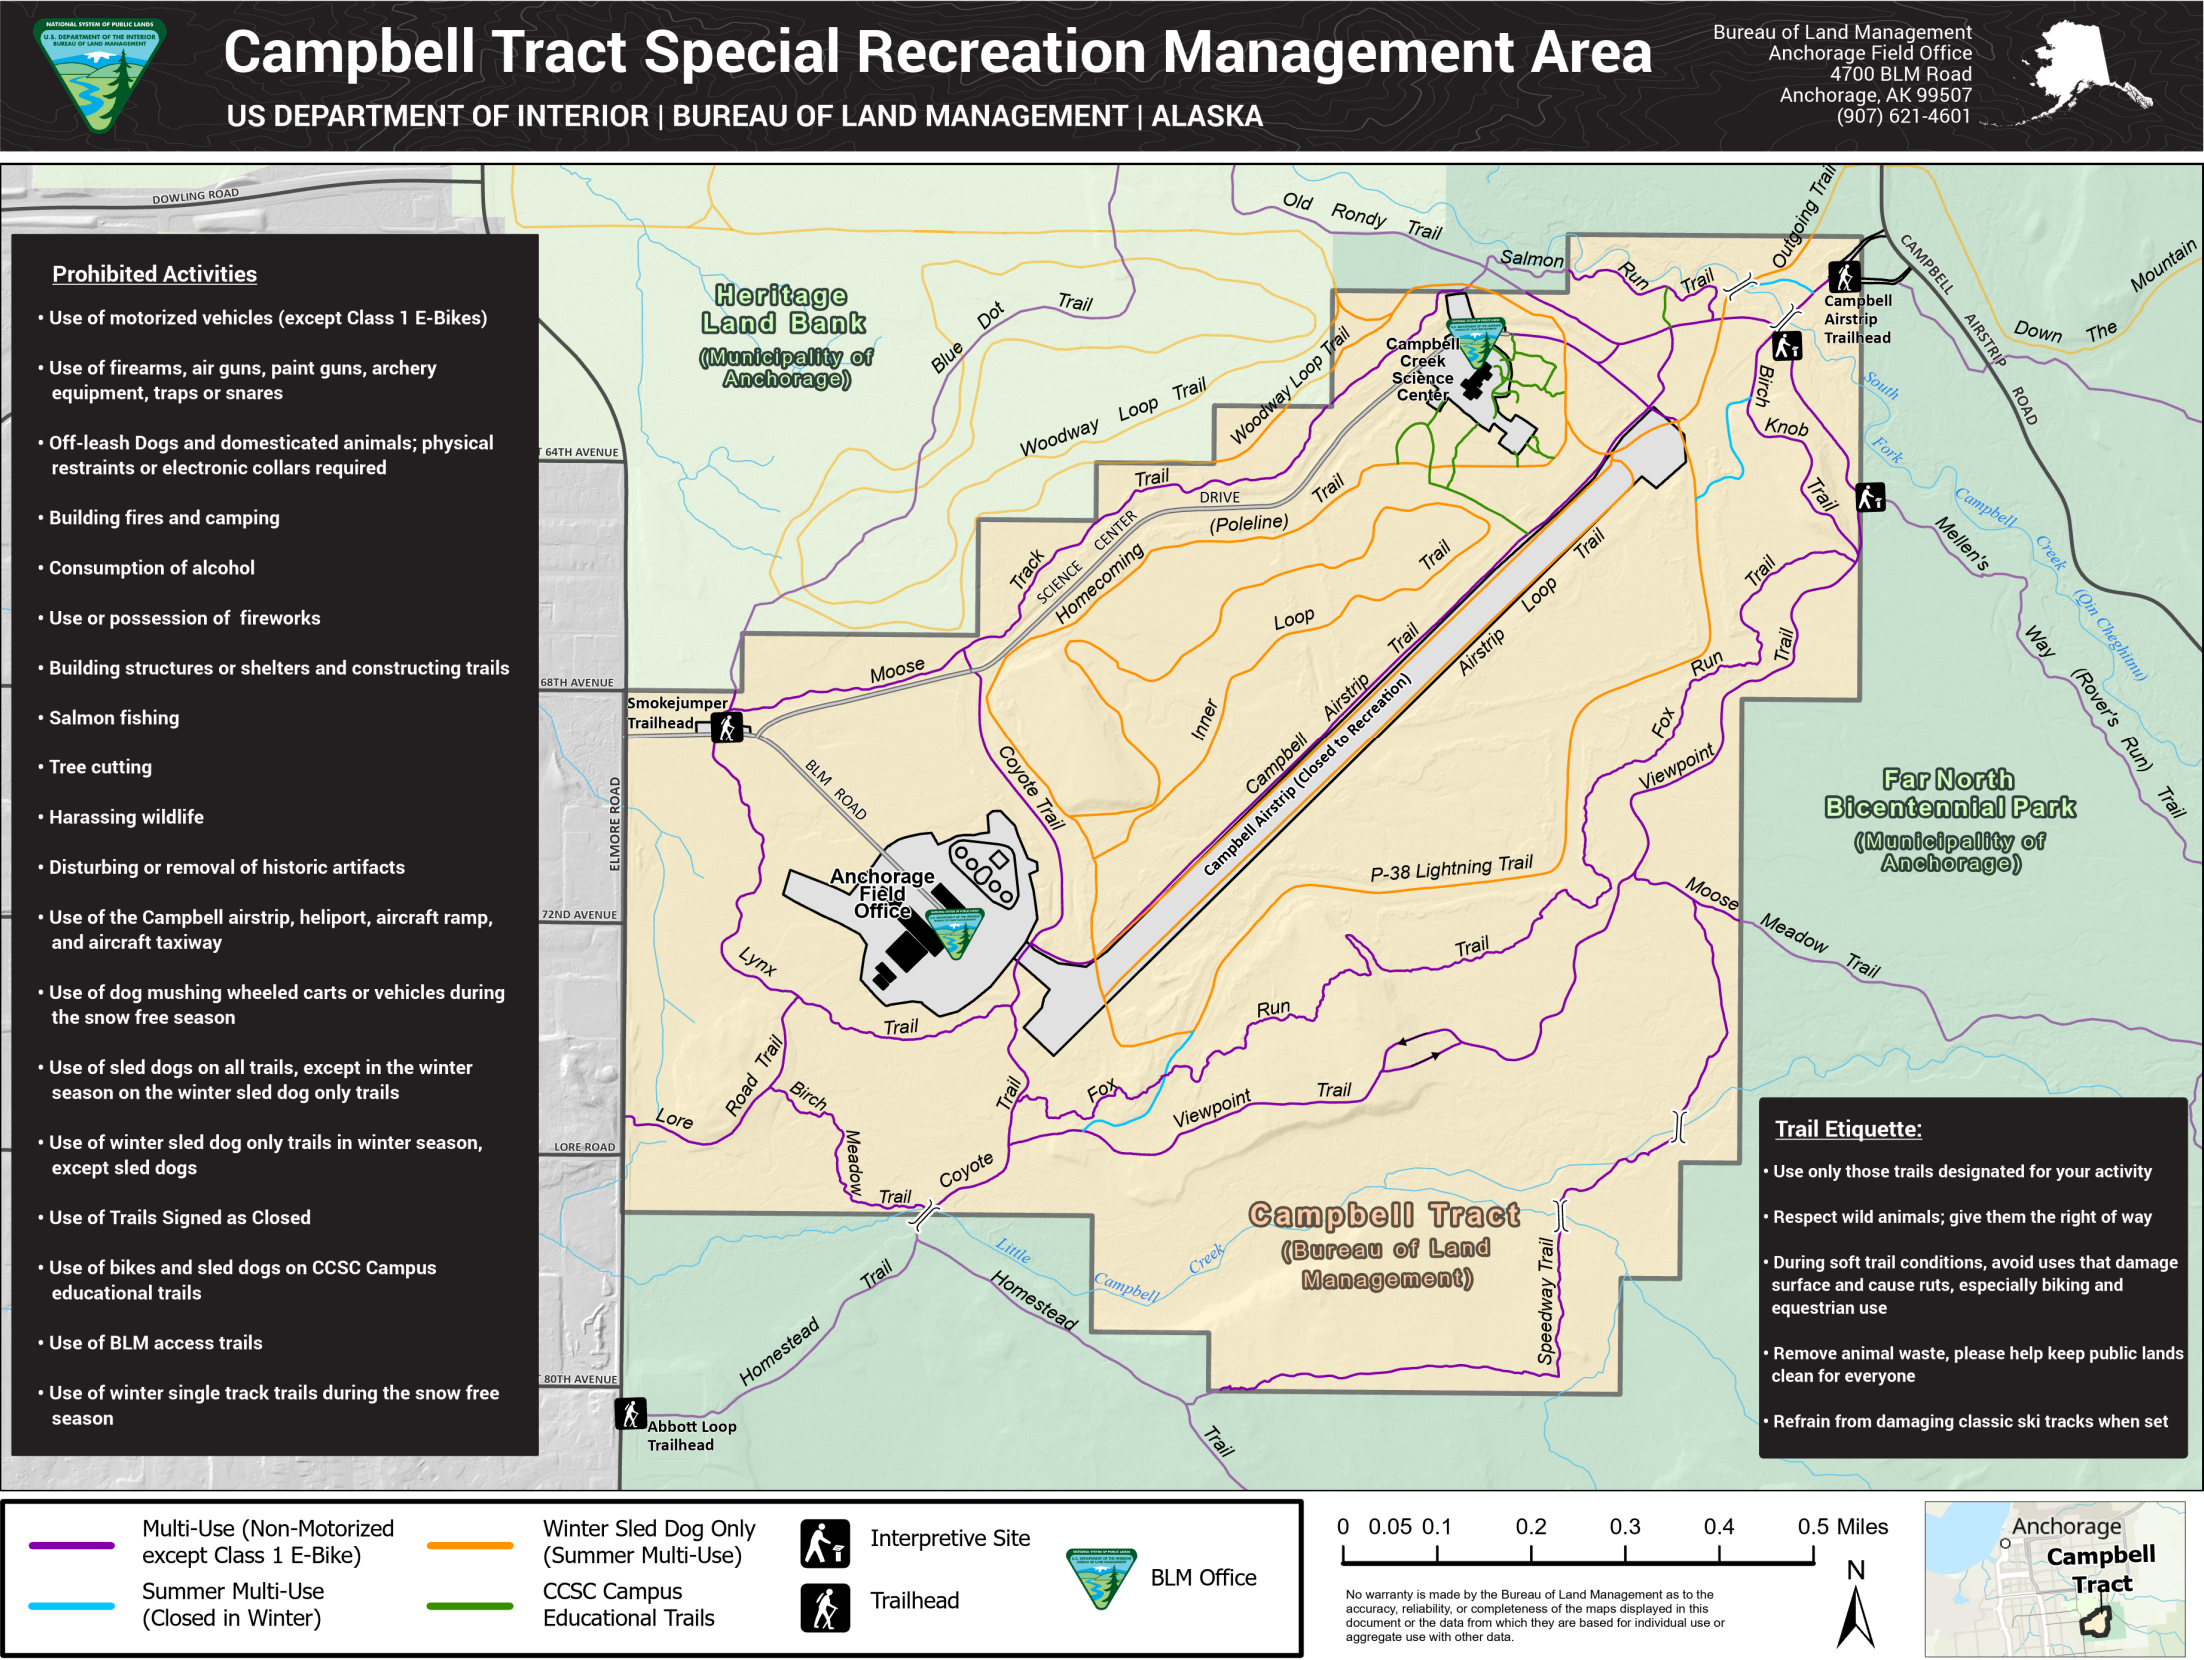 NATIONAL SYSTEM OF PUBLIC LANDS
U.S. DEPARTMENT OF THE INTERIOR
BUREAU OF LAND MANAGEMENT
Campbell Tract Special Recreation Management Area
US DEPARTMENT OF INTERIOR | BUREAU OF LAND MANAGEMENT | ALASKA
Bureau of Land Management
Anchorage Field Office
4700 BLM Road
Anchorage, AK 99507
(907) 621-4601
Prohibited Activities
• Use of motorized vehicles (except Class 1 E-Bikes)
• Use of firearms, air guns, paint guns, archery
equipment, traps or snares
• Off-leash Dogs and domesticated animals; physical
restraints or electronic collars required
• Building fires and camping
• Consumption of alcohol
• Use or possession of fireworks
• Building structures or shelters and constructing trails
• Salmon fishing
• Tree cutting
• Harassing wildlife
• Disturbing or removal of historic artifacts
• Use of the Campbell airstrip, heliport, aircraft ramp,
and aircraft taxiway
• Use of dog mushing wheeled carts or vehicles during
the snow free season
• Use of sled dogs on all trails, except in the winter
season on the winter sled dog only trails
• Use of winter sled dog only trails in winter season,
except sled dogs
• Use of Trails Signed as Closed
• Use of bikes and sled dogs on CCSC Campus
educational trails
• Use of BLM access trails
• Use of winter single track trails during the snow free
season
DOWLING ROAD
T 64TH AVENUE
68TH AVENUE
72ND AVENUE
LORE ROAD
T 80TH AVENUE
ELMORE ROAD
Heritage
Land Bank
(Municipality of
Anchorage)
Blue Dot Trail
Woodway Loop Trail
Woodway Loop Trail
Old Rondy Trail
Salmon Run Trail
Outgoing Trail
Campbell
Airstrip
Trailhead
CAMPBELL AIRSTRIP ROAD
Down The Mountain
Campbell
Creek
Science
Center
Birch Knob Trail
South Fork Campbell Creek (Qin Cheghitnu)
Mellen's Way (Rover's Run) Trail
Moose Track Trail
SCIENCE CENTER DRIVE
Homecoming (Poleline) Trail
Inner Loop Trail
Campbell Airstrip Trail
Campbell Airstrip (Closed to Recreation)
Airstrip Loop Trail
Smokejumper
Trailhead
BLM ROAD
Coyote Trail
Anchorage
Field
Office
P-38 Lightning Trail
Fox Run Trail
Viewpoint Trail
Moose Meadow Trail
Far North
Bicentennial Park
(Municipality of
Anchorage)
Lynx Trail
Lore Road Trail
Birch Meadow Trail
Coyote Trail
Fox Run Trail
Viewpoint Trail
Little Campbell Creek
Campbell Tract
(Bureau of Land
Management)
Speedway Trail
Homestead Trail
Homestead Trail
Abbott Loop
Trailhead
Trail Etiquette:
• Use only those trails designated for your activity
• Respect wild animals; give them the right of way
• During soft trail conditions, avoid uses that damage
surface and cause ruts, especially biking and
equestrian use
• Remove animal waste, please help keep public lands
clean for everyone
• Refrain from damaging classic ski tracks when set
Multi-Use (Non-Motorized
except Class 1 E-Bike)
Summer Multi-Use
(Closed in Winter)
Winter Sled Dog Only
(Summer Multi-Use)
CCSC Campus
Educational Trails
Interpretive Site
Trailhead
BLM Office
0 0.05 0.1 0.2 0.3 0.4 0.5 Miles
No warranty is made by the Bureau of Land Management as to the
accuracy, reliability, or completeness of the maps displayed in this
document or the data from which they are based for individual use or
aggregate use with other data.
N
Anchorage
Campbell
Tract